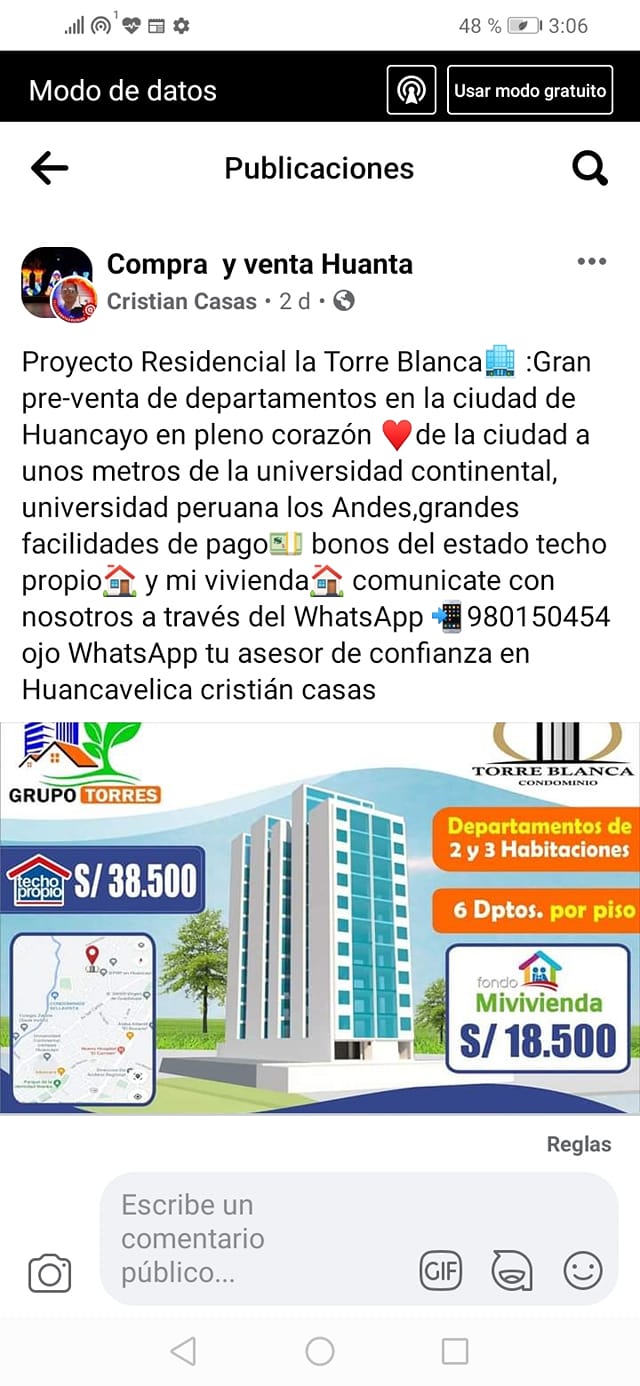 1
48 % 3:06
Modo de datos
Usar modo gratuito
Publicaciones
Compra y venta Huanta
Cristian Casas • 2 d •
Proyecto Residencial la Torre Blanca🏢 :Gran
pre-venta de departamentos en la ciudad de
Huancayo en pleno corazón ♥️de la ciudad a
unos metros de la universidad continental,
universidad peruana los Andes,grandes
facilidades de pago💵 bonos del estado techo
propio🏠 y mi vivienda🏠 comunicate con
nosotros a través del WhatsApp 📲980150454
ojo WhatsApp tu asesor de confianza en
Huancavelica cristián casas
GRUPO TORRES
TORRE BLANCA
CONDOMINIO
Departamentos de
2 y 3 Habitaciones
techo
propio
S/ 38.500
6 Dptos. por piso
fondo
Mivivienda
S/ 18.500
Reglas
Escribe un
comentario
público...
GIF